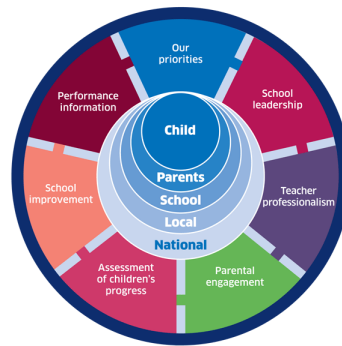 Our
priorities
School
leadership
Teacher
professionalism
Parental
engagement
Assessment
of children's
progress
School
improvement
Performance
information
Child
Parents
School
Local
National